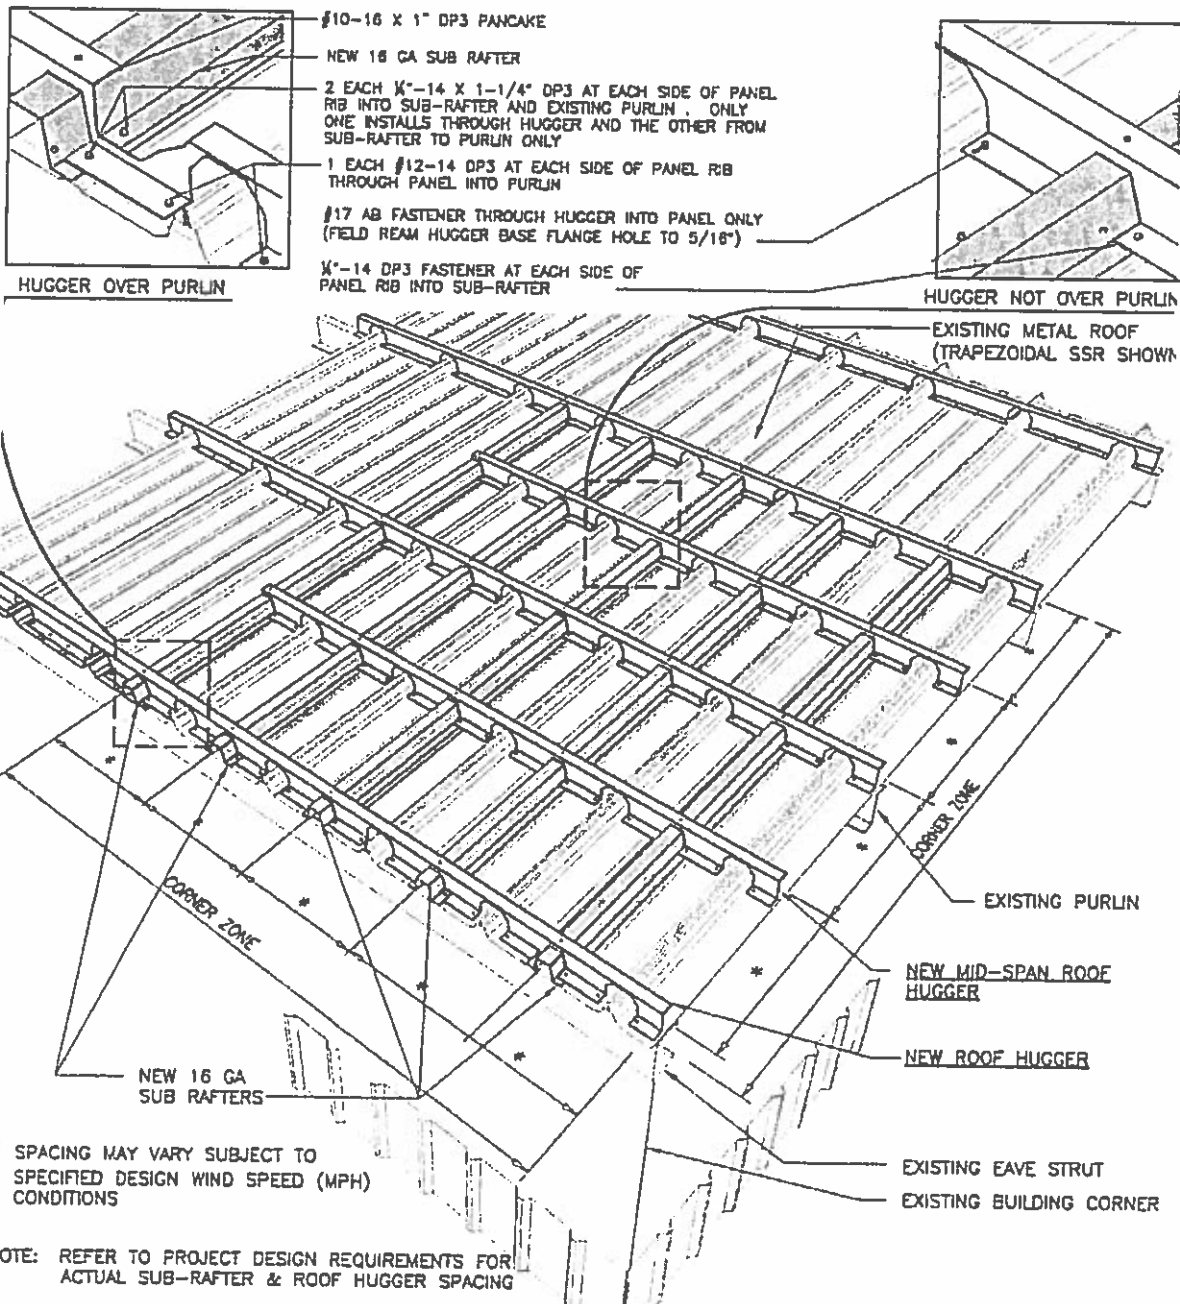 #10-16 X 1" DP3 PANCAKE
NEW 16 GA SUB RAFTER
2 EACH ¼"-14 X 1-1/4" DP3 AT EACH SIDE OF PANEL
RIB INTO SUB-RAFTER AND EXISTING PURLIN , ONLY
ONE INSTALLS THROUGH HUGGER AND THE OTHER FROM
SUB-RAFTER TO PURLIN ONLY
1 EACH #12-14 DP3 AT EACH SIDE OF PANEL RIB
THROUGH PANEL INTO PURLIN
#17 AB FASTENER THROUGH HUGGER INTO PANEL ONLY
(FIELD REAM HUGGER BASE FLANGE HOLE TO 5/16")
¼"-14 DP3 FASTENER AT EACH SIDE OF
PANEL RIB INTO SUB-RAFTER
HUGGER OVER PURLIN
HUGGER NOT OVER PURLIN
EXISTING METAL ROOF
(TRAPEZOIDAL SSR SHOWN
CORNER ZONE
CORNER ZONE
EXISTING PURLIN
NEW MID-SPAN ROOF
HUGGER
NEW ROOF HUGGER
NEW 16 GA
SUB RAFTERS
EXISTING EAVE STRUT
EXISTING BUILDING CORNER
SPACING MAY VARY SUBJECT TO
SPECIFIED DESIGN WIND SPEED (MPH)
CONDITIONS
OTE: REFER TO PROJECT DESIGN REQUIREMENTS FOR
ACTUAL SUB-RAFTER & ROOF HUGGER SPACING